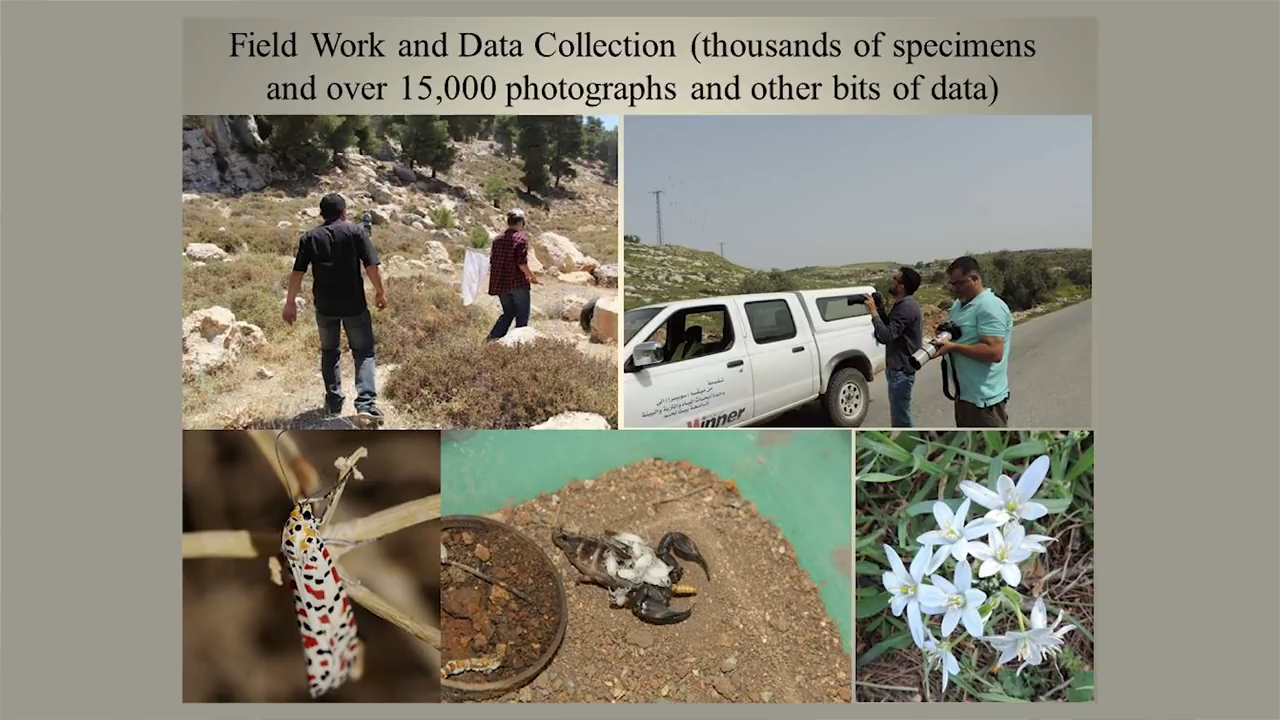 Field Work and Data Collection (thousands of specimens
and over 15,000 photographs and other bits of data)
Winner